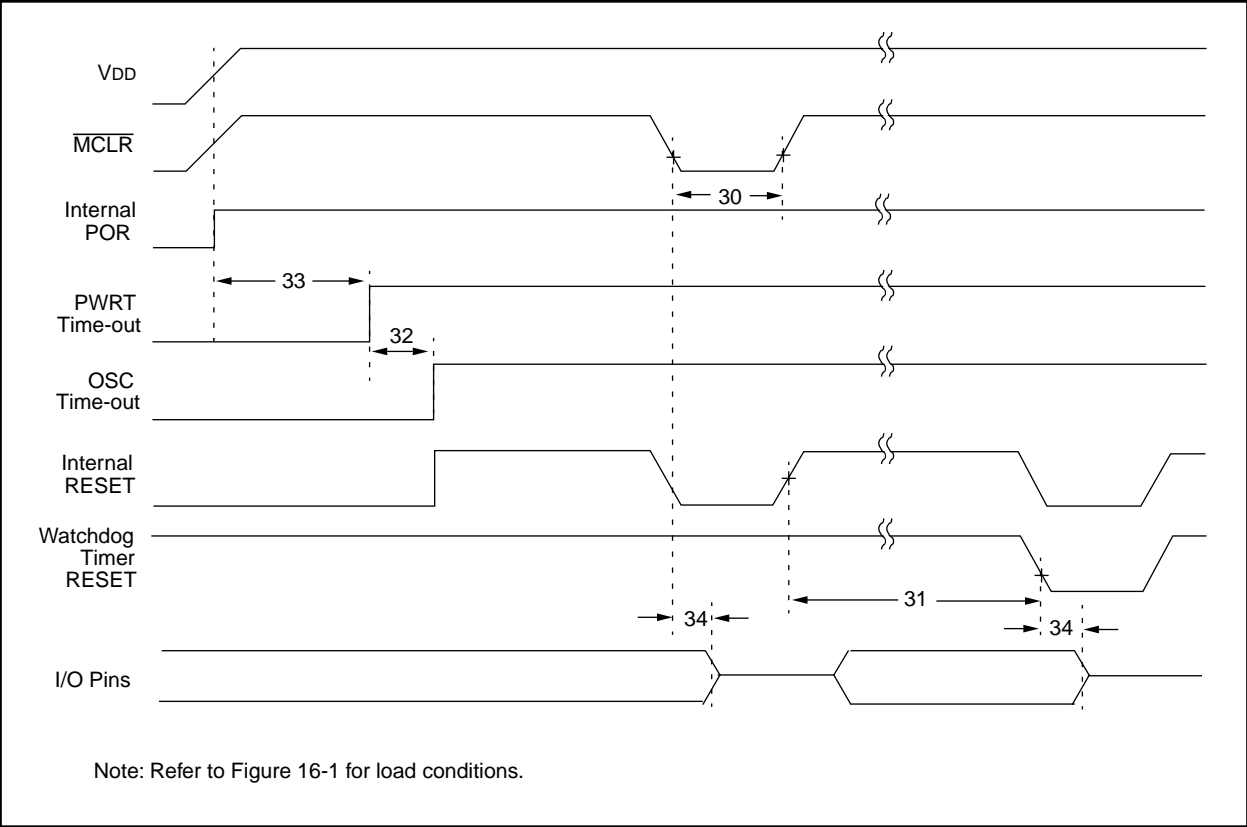 VDD
MCLR
30
Internal
POR
33
PWRT
Time-out
32
OSC
Time-out
Internal
RESET
Watchdog
Timer
RESET
31
34
34
I/O Pins
Note: Refer to Figure 16-1 for load conditions.